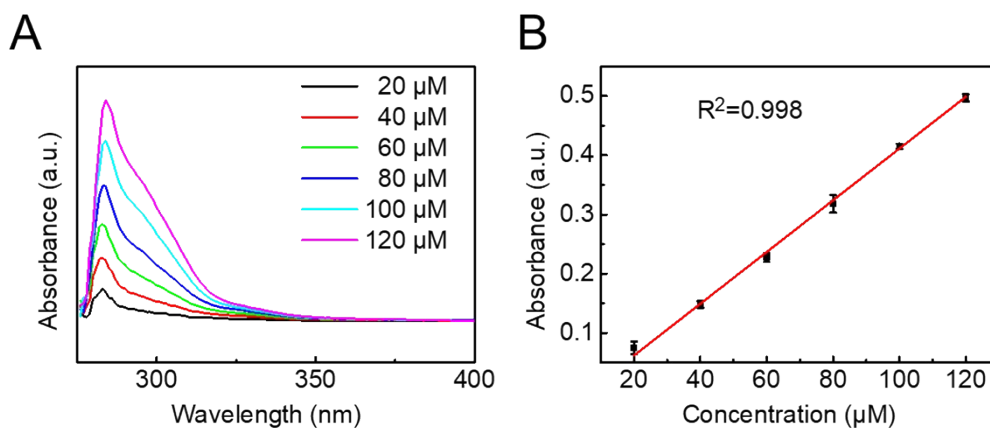 A
20 µM
40 µM
60 µM
80 µM
100 µM
120 µM
Absorbance (a.u.)
300
350
400
Wavelength (nm)
B
R²=0.998
0.5
0.4
0.3
0.2
0.1
Absorbance (a.u.)
20
40
60
80
100
120
Concentration (µM)